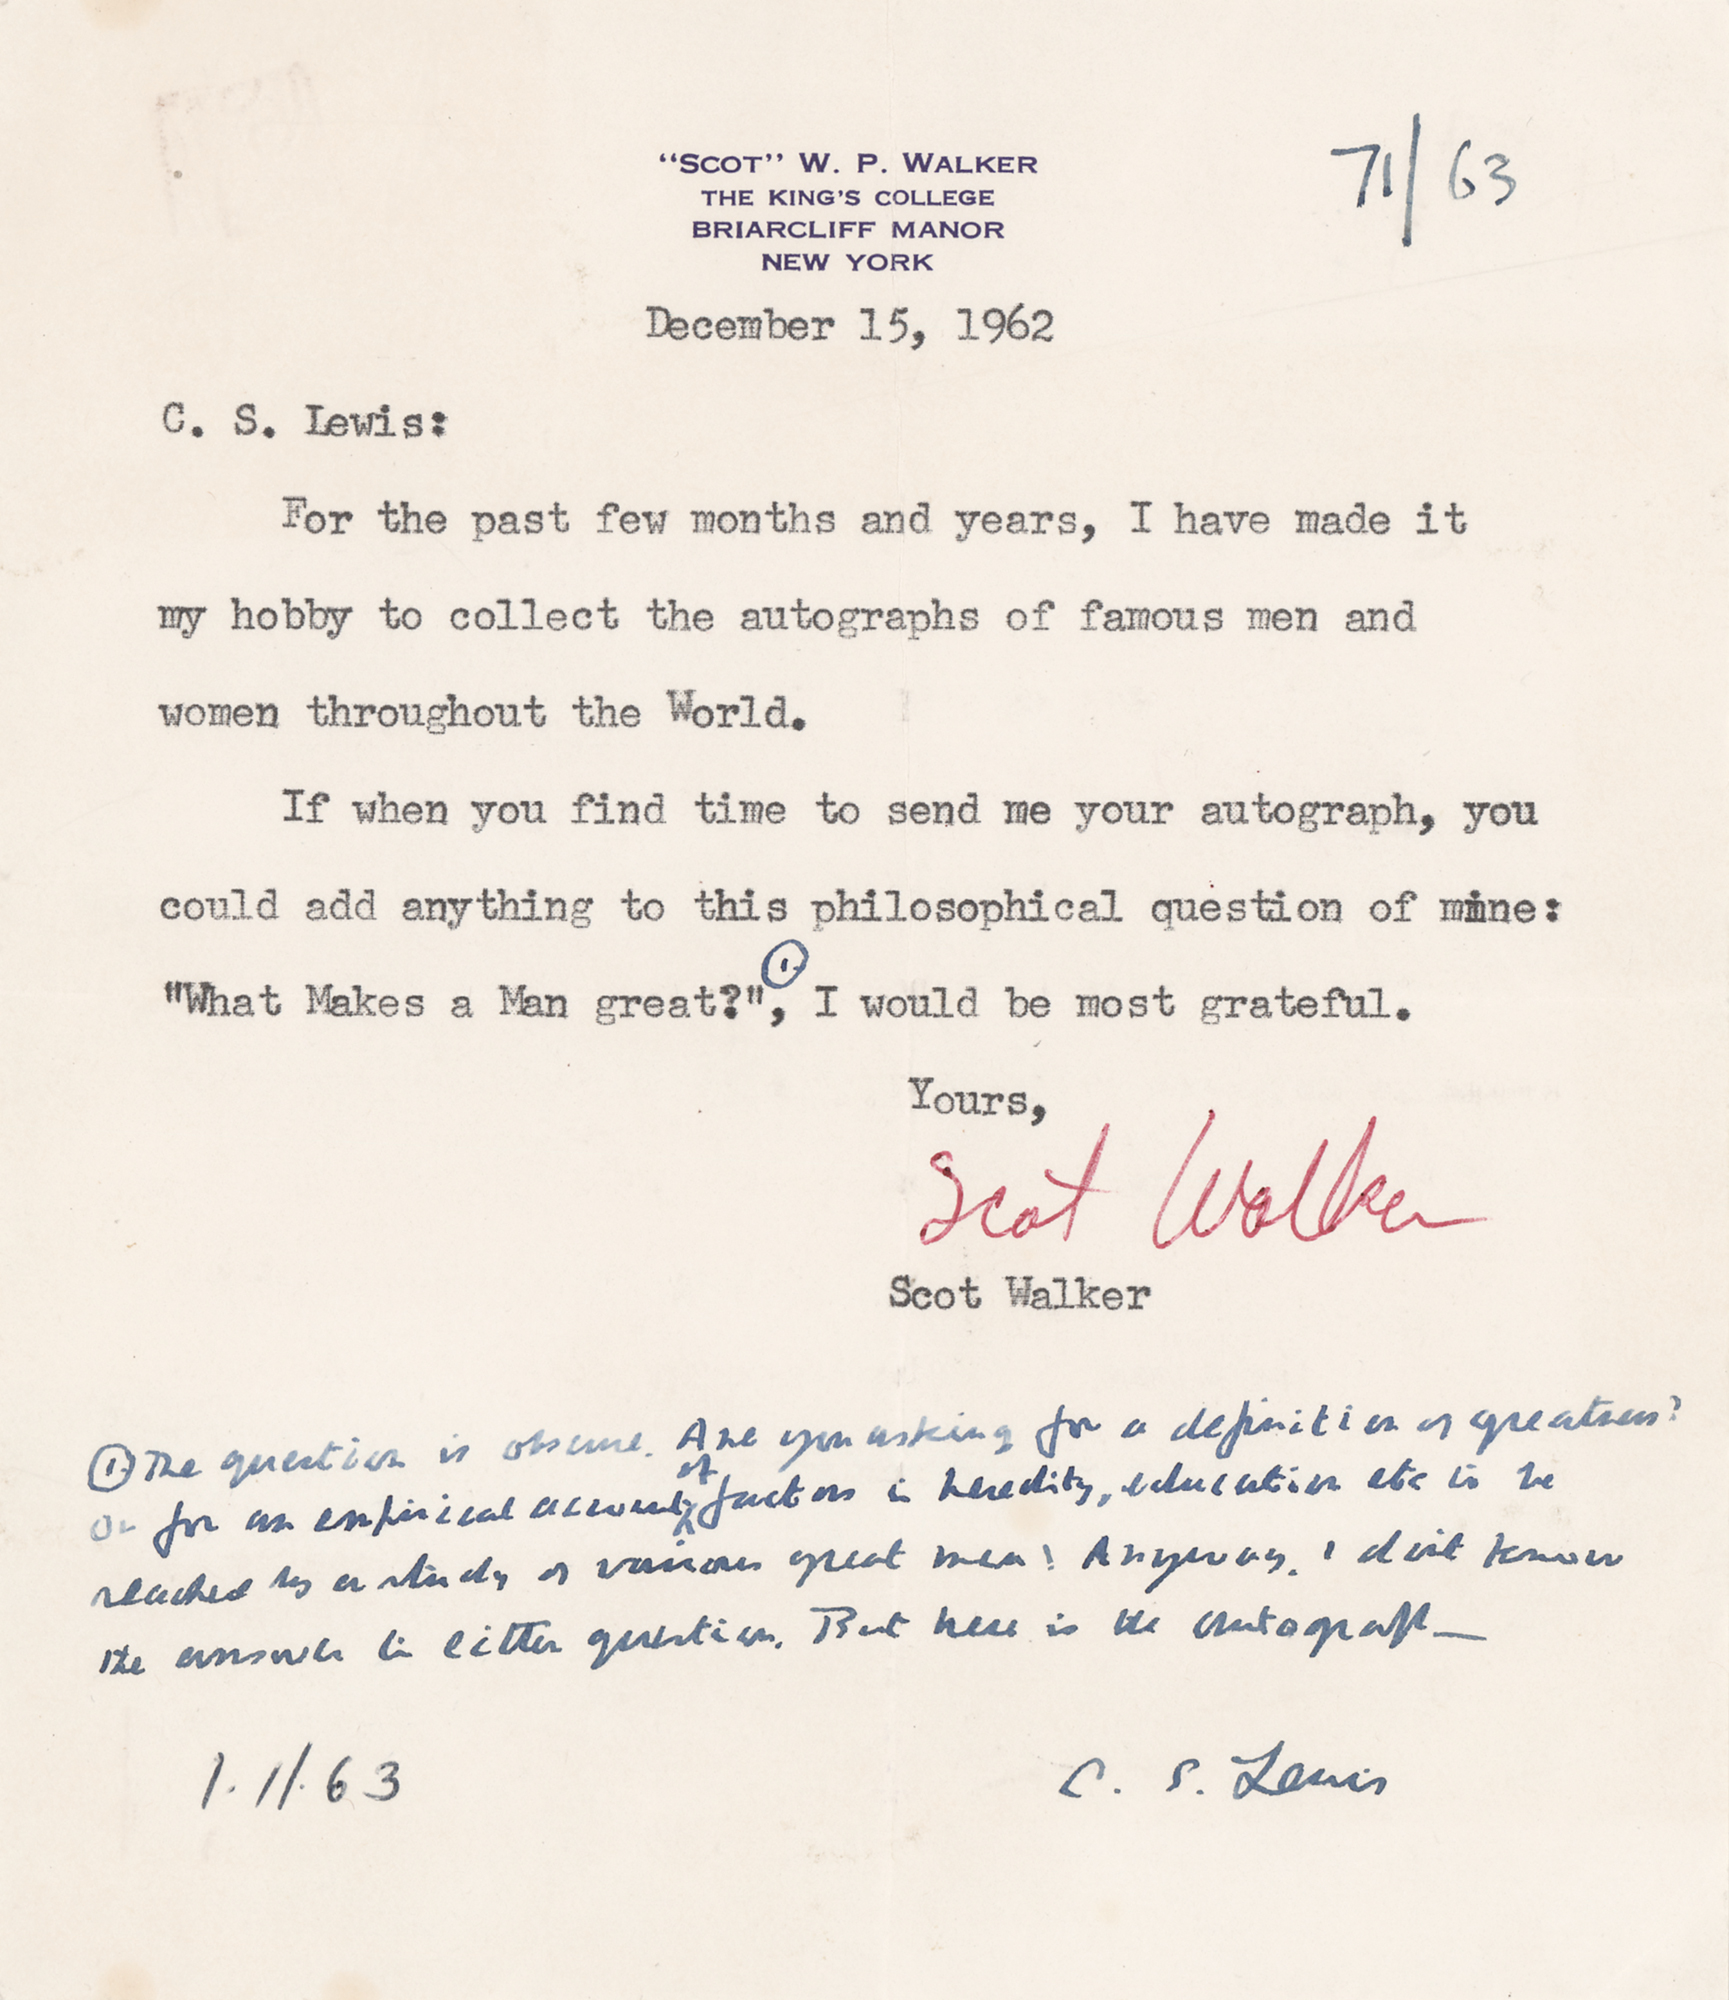 “SCOT” W. P. WALKER
THE KING'S COLLEGE
BRIARCLIFF MANOR
NEW YORK
71/63
December 15, 1962
C. S. Lewis:
For the past few months and years, I have made it
my hobby to collect the autographs of famous men and
women throughout the World.
If when you find time to send me your autograph, you
could add anything to this philosophical question of mine:
"What Makes a Man great?", ① I would be most grateful.
Yours,
Scot Walker
Scot Walker
① The question is obscure. Are you asking for a definition of greatness?
or for an empirical account of factors in heredity, education etc to be
reached by a study of various great men? Anyway, I don't know
the answer to either question. But here is the autograph—
1.1/.63
C. S. Lewis